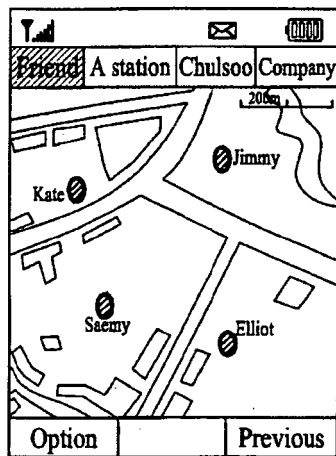 Friend A station Chulsoo Company
200m
Jimmy
Kate
Saemy
Elliot
Option Previous